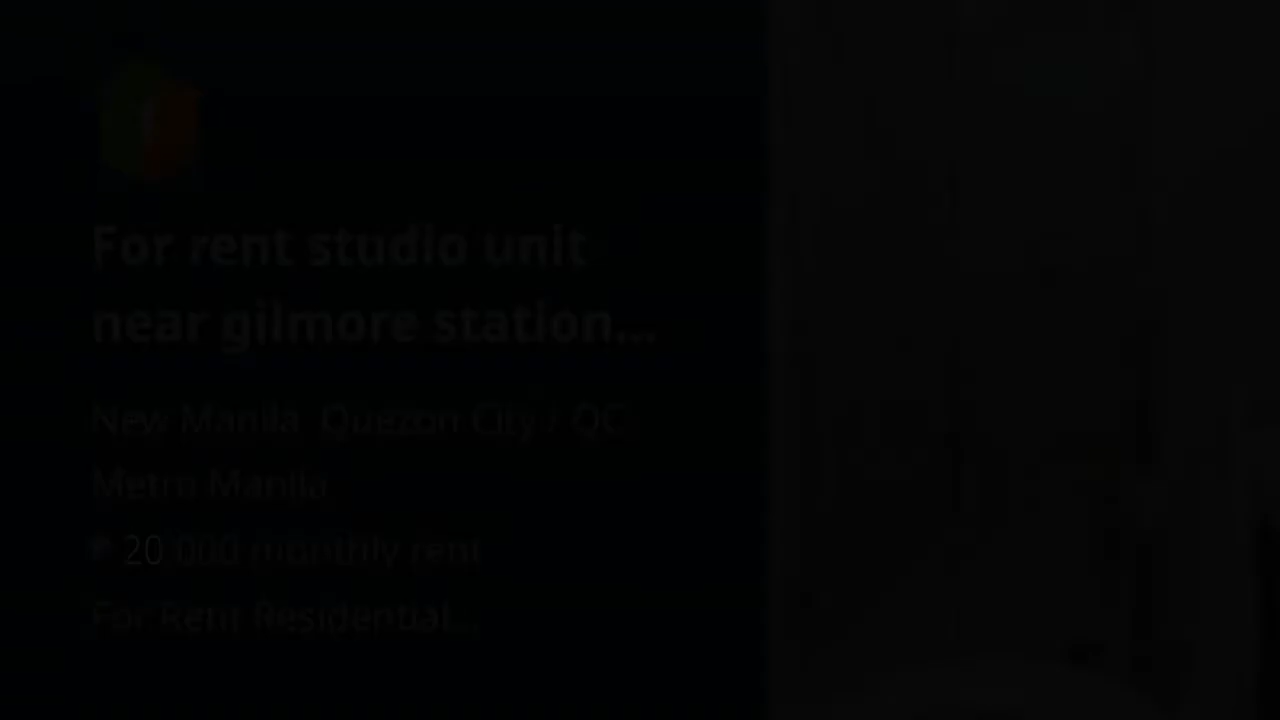 For rent studio unit
near gilmore station...
New Manila, Quezon City / QC,
Metro Manila
₱ 20,000 monthly rent
For Rent Residential...